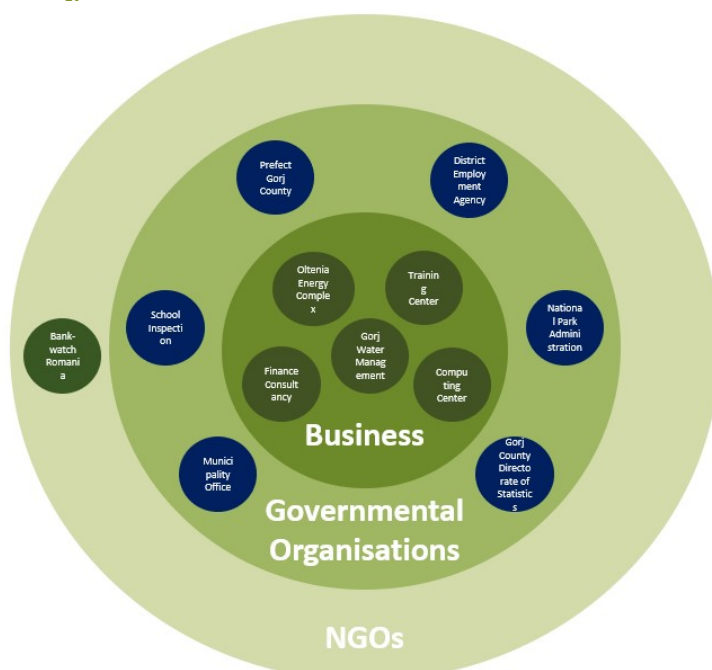 Prefect
Gorj
County
District
Employ
ment
Agency
Oltenia
Energy
Comple
x
Trainin
g
Center
School
Inspecti
on
Nationa
l Park
Admini
stration
Bank-
watch
Romani
a
Gorj
Water
Manag
ement
Finance
Consult
ancy
Compu
ting
Center
Business
Munici
pality
Office
Gorj
County
Directo
rate of
Statistic
s
Governmental
Organisations
NGOs